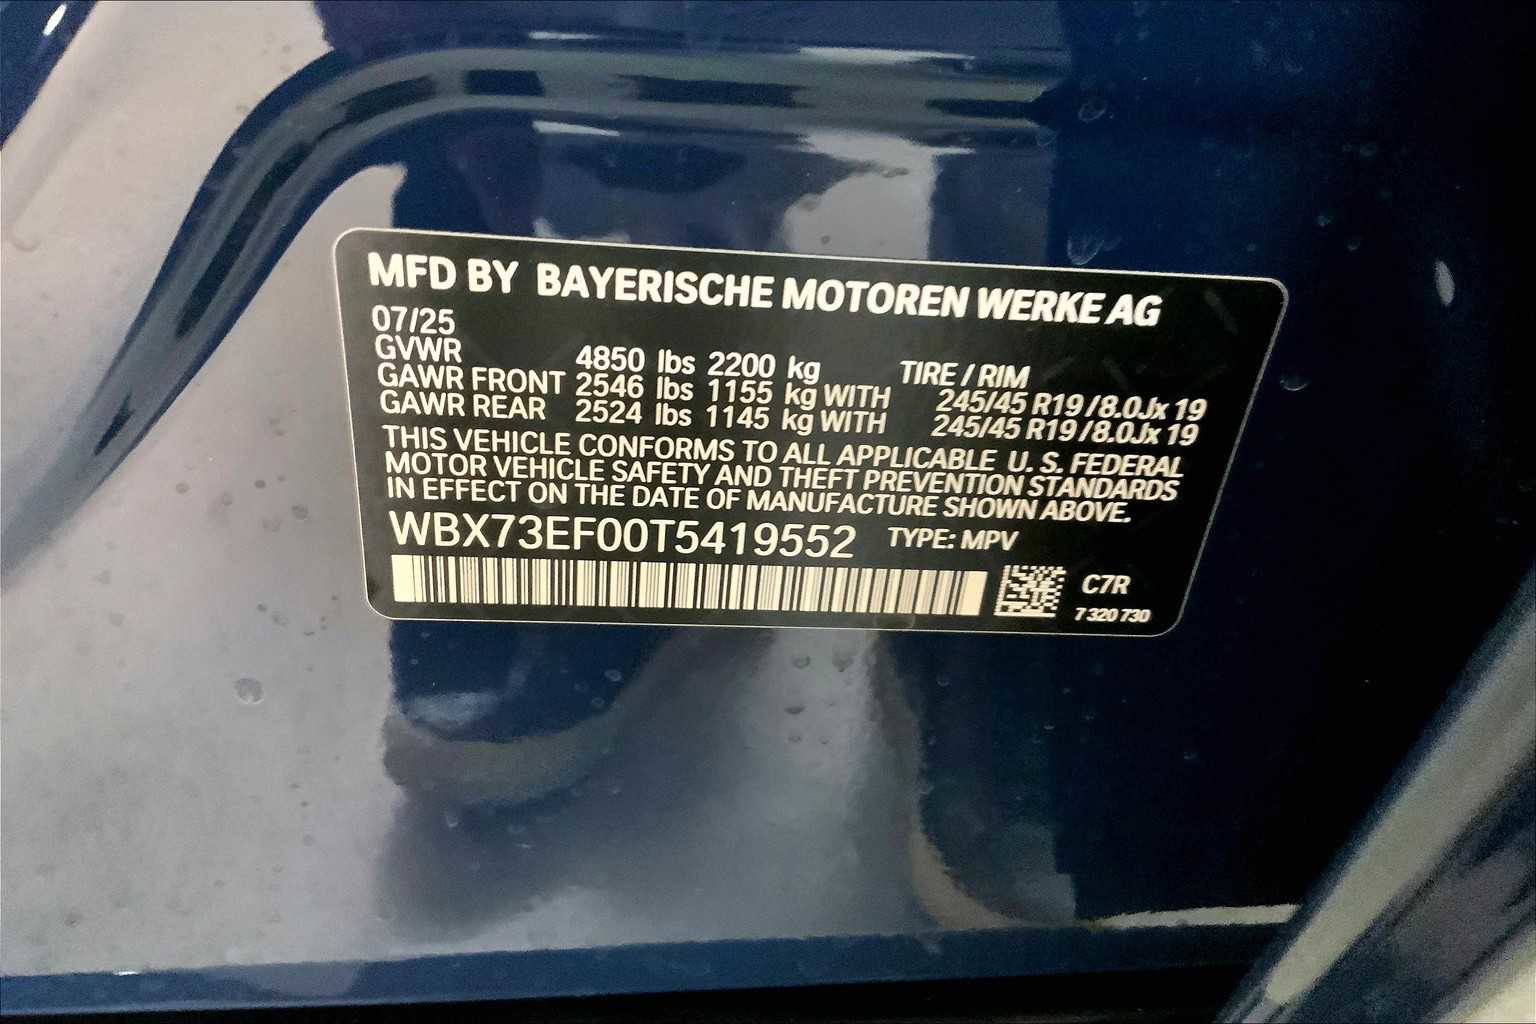 MFD BY BAYERISCHE MOTOREN WERKE AG
07/25
GVWR 4850 lbs 2200 kg TIRE / RIM
GAWR FRONT 2546 lbs 1155 kg WITH 245/45 R19 / 8.0Jx 19
GAWR REAR 2524 lbs 1145 kg WITH 245/45 R19 / 8.0Jx 19
THIS VEHICLE CONFORMS TO ALL APPLICABLE U. S. FEDERAL
MOTOR VEHICLE SAFETY AND THEFT PREVENTION STANDARDS
IN EFFECT ON THE DATE OF MANUFACTURE SHOWN ABOVE.
WBX73EF00T5419552 TYPE: MPV
C7R
7 320 730